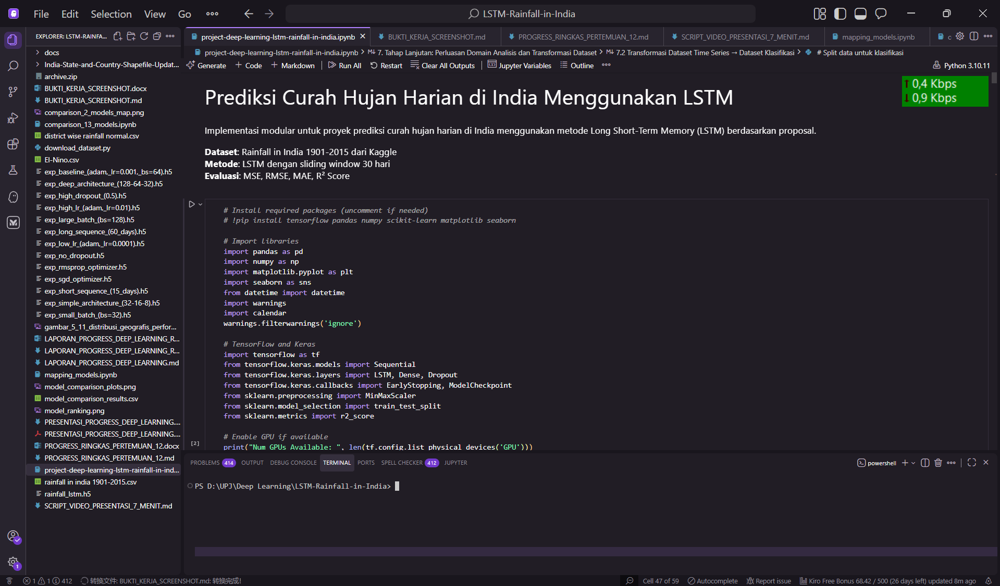 File Edit Selection View Go
LSTM-Rainfall-in-India
EXPLORER: LSTM-RAINFA...
project-deep-learning-lstm-rainfall-in-india.ipynb
BUKTI_KERJA_SCREENSHOT.md
PROGRESS_RINGKAS_PERTEMUAN_12.md
SCRIPT_VIDEO_PRESENTASI_7_MENIT.md
mapping_models.ipynb
project-deep-learning-lstm-rainfall-in-india.ipynb > 7. Tahap Lanjutan: Perluasan Domain Analisis dan Transformasi Dataset > 7.2 Transformasi Dataset Time Series → Dataset Klasifikasi > # Split data untuk klasifikasi
Generate + Code + Markdown Run All Restart Clear All Outputs Jupyter Variables Outline
Python 3.10.11
docs
India-State-and-Country-Shapefile-Updat...
archive.zip
BUKTI_KERJA_SCREENSHOT.docx
BUKTI_KERJA_SCREENSHOT.md
comparison_2_models_map.png
comparison_13_models.ipynb
district wise rainfall normal.csv
download_dataset.py
El-Nino.csv
exp_baseline_(adam,_lr=0.001,_bs=64).h5
exp_deep_architecture_(128-64-32).h5
exp_high_dropout_(0.5).h5
exp_high_lr_(adam,_lr=0.01).h5
exp_large_batch_(bs=128).h5
exp_long_sequence_(60_days).h5
exp_low_lr_(adam,_lr=0.0001).h5
exp_no_dropout.h5
exp_rmsprop_optimizer.h5
exp_sgd_optimizer.h5
exp_short_sequence_(15_days).h5
exp_simple_architecture_(32-16-8).h5
exp_small_batch_(bs=32).h5
gambar_5_11_distribusi_geografis_perfor...
LAPORAN_PROGRESS_DEEP_LEARNING_R...
LAPORAN_PROGRESS_DEEP_LEARNING_R...
LAPORAN_PROGRESS_DEEP_LEARNING.md
mapping_models.ipynb
model_comparison_plots.png
model_comparison_results.csv
model_ranking.png
PRESENTASI_PROGRESS_DEEP_LEARNING....
PRESENTASI_PROGRESS_DEEP_LEARNING....
PROGRESS_RINGKAS_PERTEMUAN_12.docx
PROGRESS_RINGKAS_PERTEMUAN_12.md
project-deep-learning-lstm-rainfall-in-ind...
rainfall in india 1901-2015.csv
rainfall_lstm.h5
SCRIPT_VIDEO_PRESENTASI_7_MENIT.md
↑ 0,4 Kbps
↓ 0,9 Kbps
Prediksi Curah Hujan Harian di India Menggunakan LSTM
Implementasi modular untuk proyek prediksi curah hujan harian di India menggunakan metode Long Short-Term Memory (LSTM) berdasarkan proposal.
Dataset: Rainfall in India 1901-2015 dari Kaggle
Metode: LSTM dengan sliding window 30 hari
Evaluasi: MSE, RMSE, MAE, R² Score
# Install required packages (uncomment if needed)
# !pip install tensorflow pandas numpy scikit-learn matplotlib seaborn
# Import libraries
import pandas as pd
import numpy as np
import matplotlib.pyplot as plt
import seaborn as sns
from datetime import datetime
import warnings
import calendar
warnings.filterwarnings('ignore')
# TensorFlow and Keras
import tensorflow as tf
from tensorflow.keras.models import Sequential
from tensorflow.keras.layers import LSTM, Dense, Dropout
from tensorflow.keras.callbacks import EarlyStopping, ModelCheckpoint
from sklearn.preprocessing import MinMaxScaler
from sklearn.model_selection import train_test_split
from sklearn.metrics import r2_score
# Enable GPU if available
[2]
print("Num GPUs Available: ", len(tf.config.list_physical_devices('GPU')))
PROBLEMS 414 OUTPUT DEBUG CONSOLE TERMINAL PORTS SPELL CHECKER 412 JUPYTER
powershell
PS D:\UPJ\Deep Learning\LSTM-Rainfall-in-India>
1
1 1 412 转换文件: BUKTI_KERJA_SCREENSHOT.md: 转换完成!
Cell 47 of 59 Autocomplete Report issue Kiro Free Bonus 68.42 / 500 (26 days left) updated 8m ago